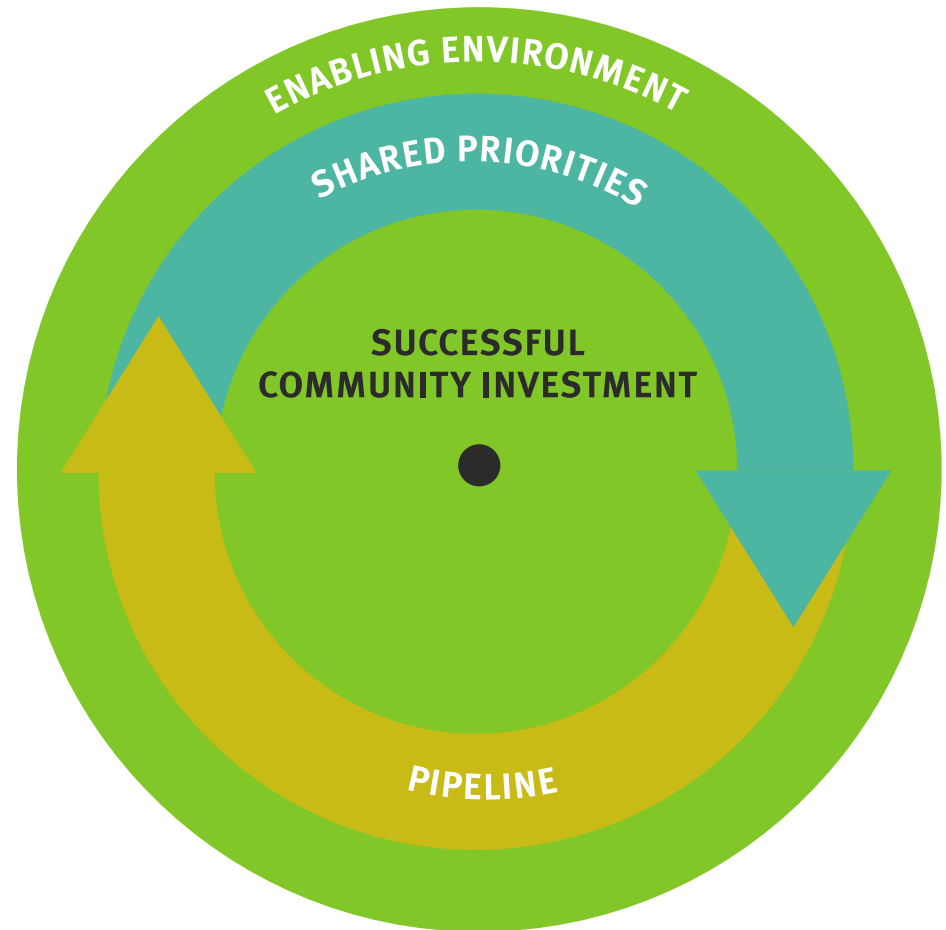 ENABLING ENVIRONMENT
SHARED PRIORITIES
SUCCESSFUL
COMMUNITY INVESTMENT
PIPELINE